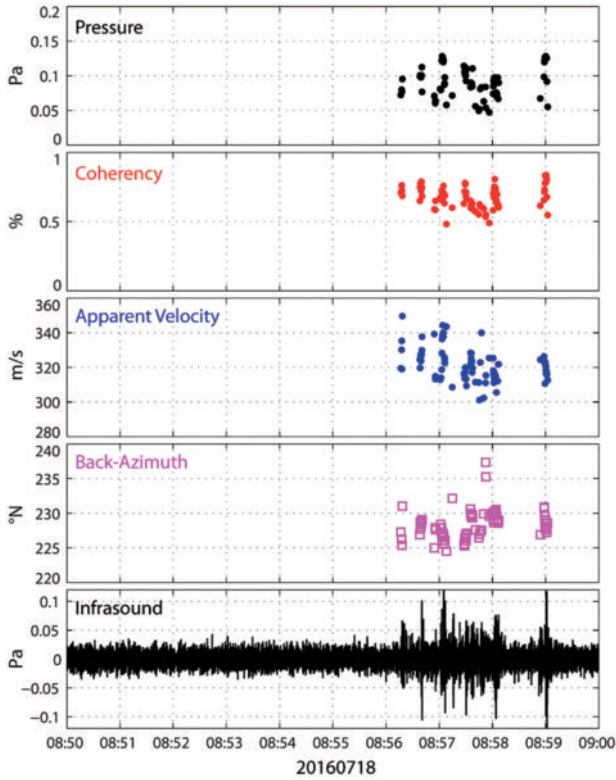 Pressure
Pa
0.2
0.15
0.1
0.05
0
Coherency
%
1
0.5
0
Apparent Velocity
m/s
360
340
320
300
280
Back-Azimuth
°N
240
235
230
225
220
Infrasound
Pa
0.1
0.05
0
−0.05
−0.1
08:50 08:51 08:52 08:53 08:54 08:55 08:56 08:57 08:58 08:59 09:00
20160718